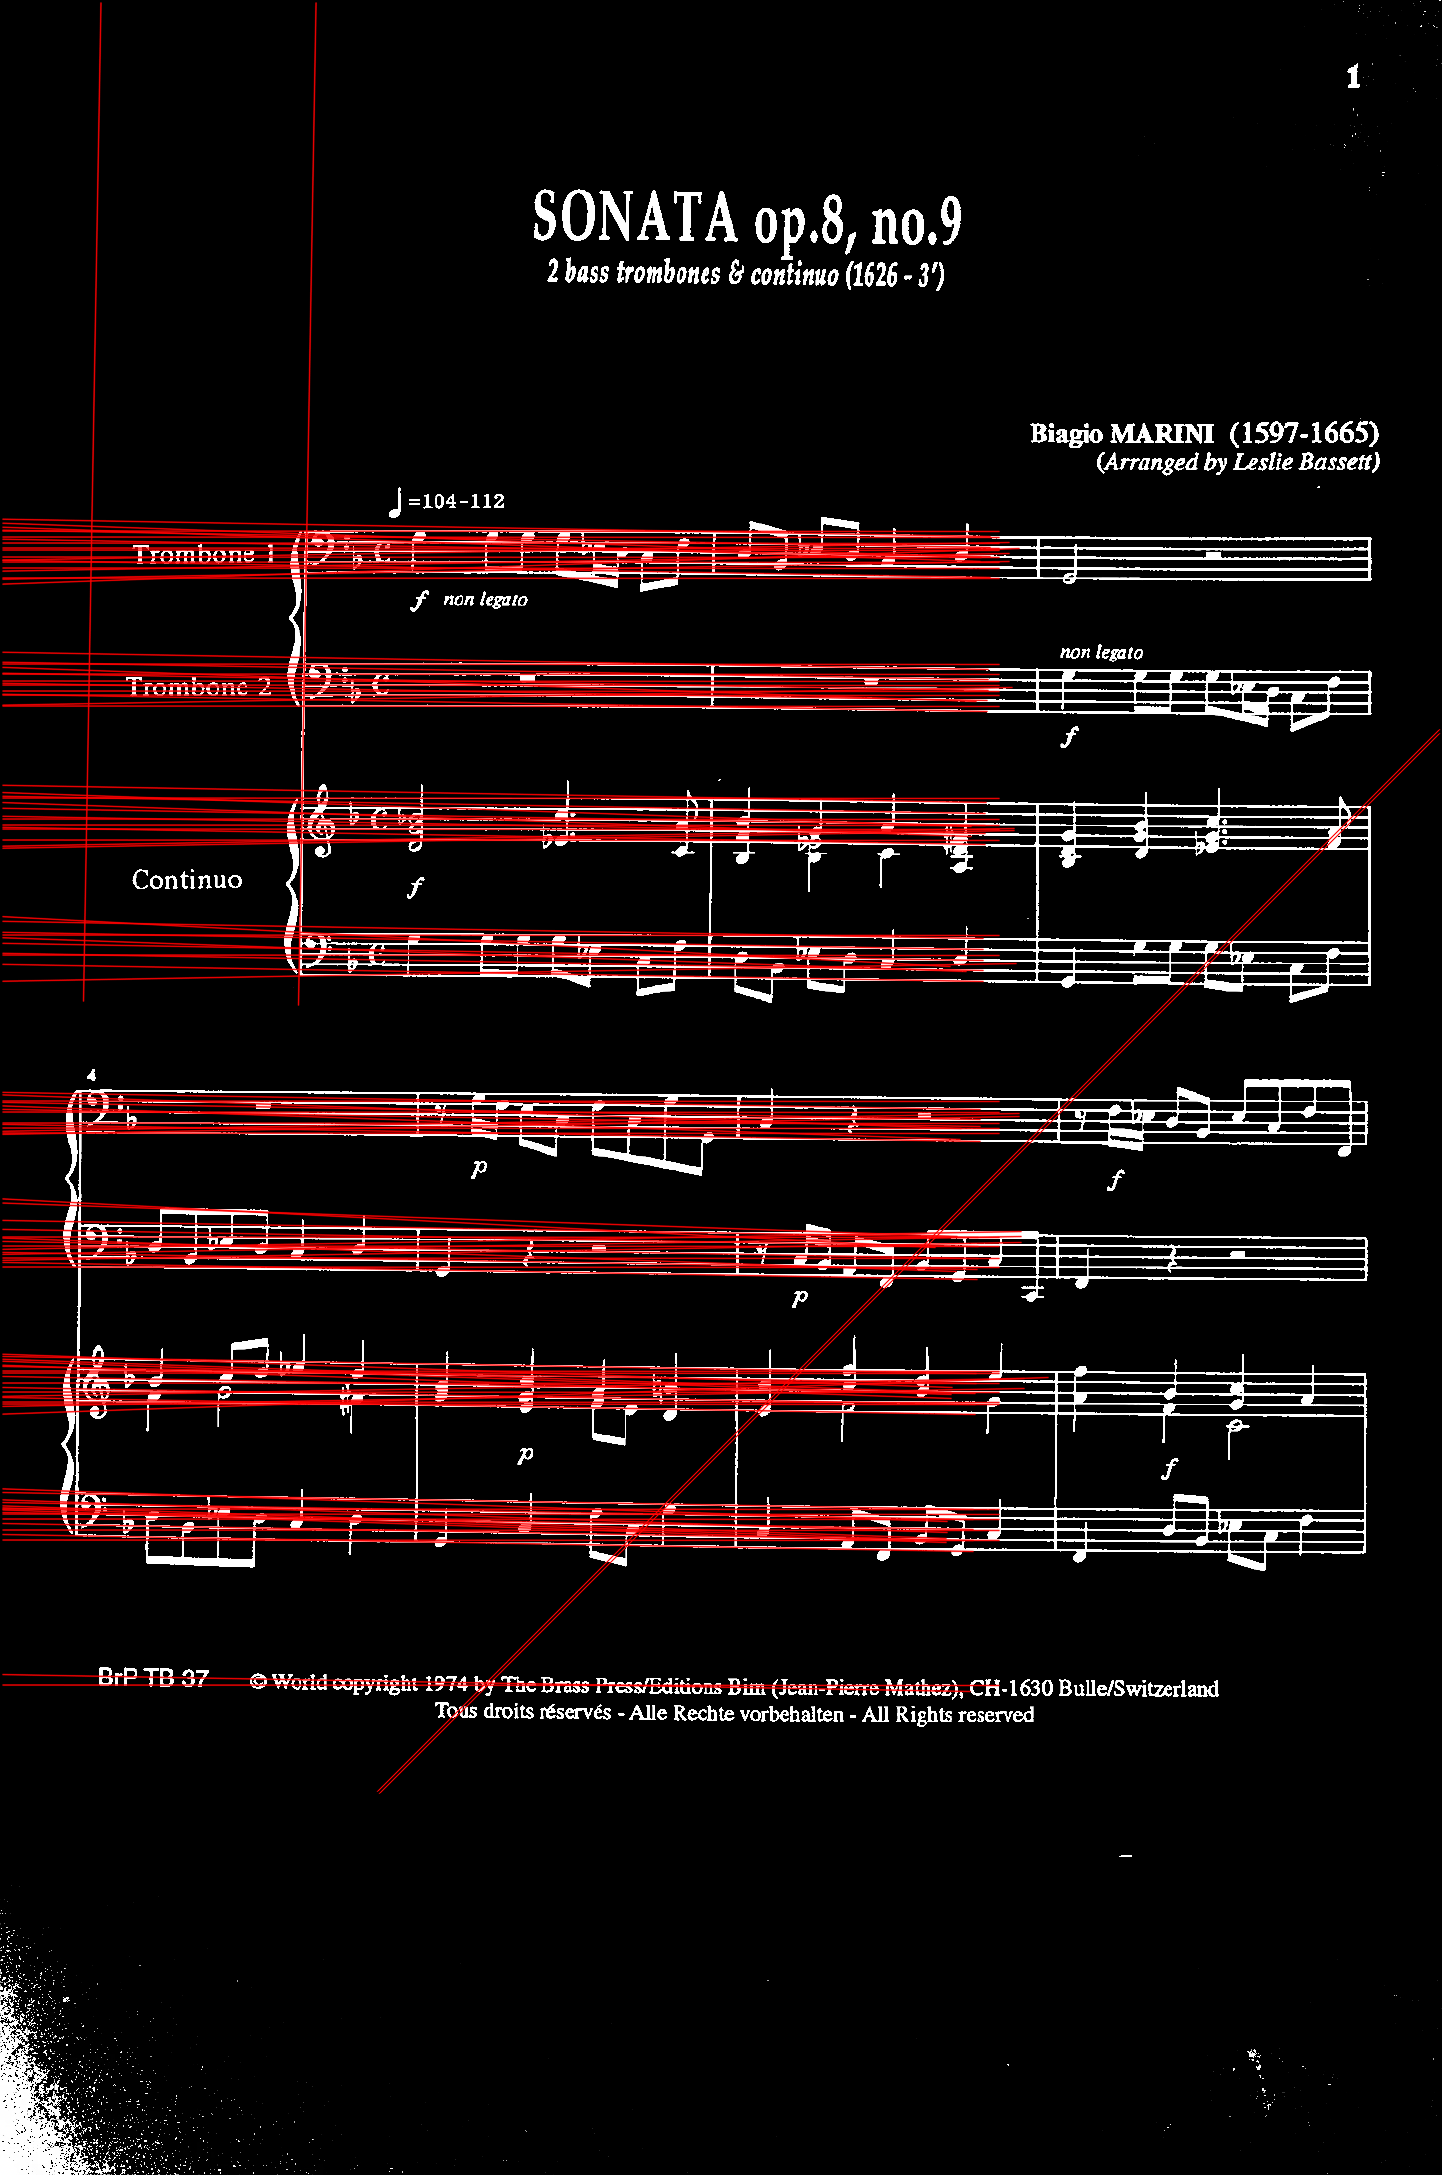 1
SONATA op.8, no.9
2 bass trombones & continuo (1626 - 3')
Biagio MARINI (1597-1665)
(Arranged by Leslie Bassett)
♩=104-112
Trombone 1
f non legato
non legato
Trombone 2
f
Continuo
f
4
p
f
p
p
f
BrP TB 37 © World copyright 1974 by The Brass Press/Editions Bim (Jean-Pierre Mathez), CH-1630 Bulle/Switzerland
Tous droits réservés - Alle Rechte vorbehalten - All Rights reserved